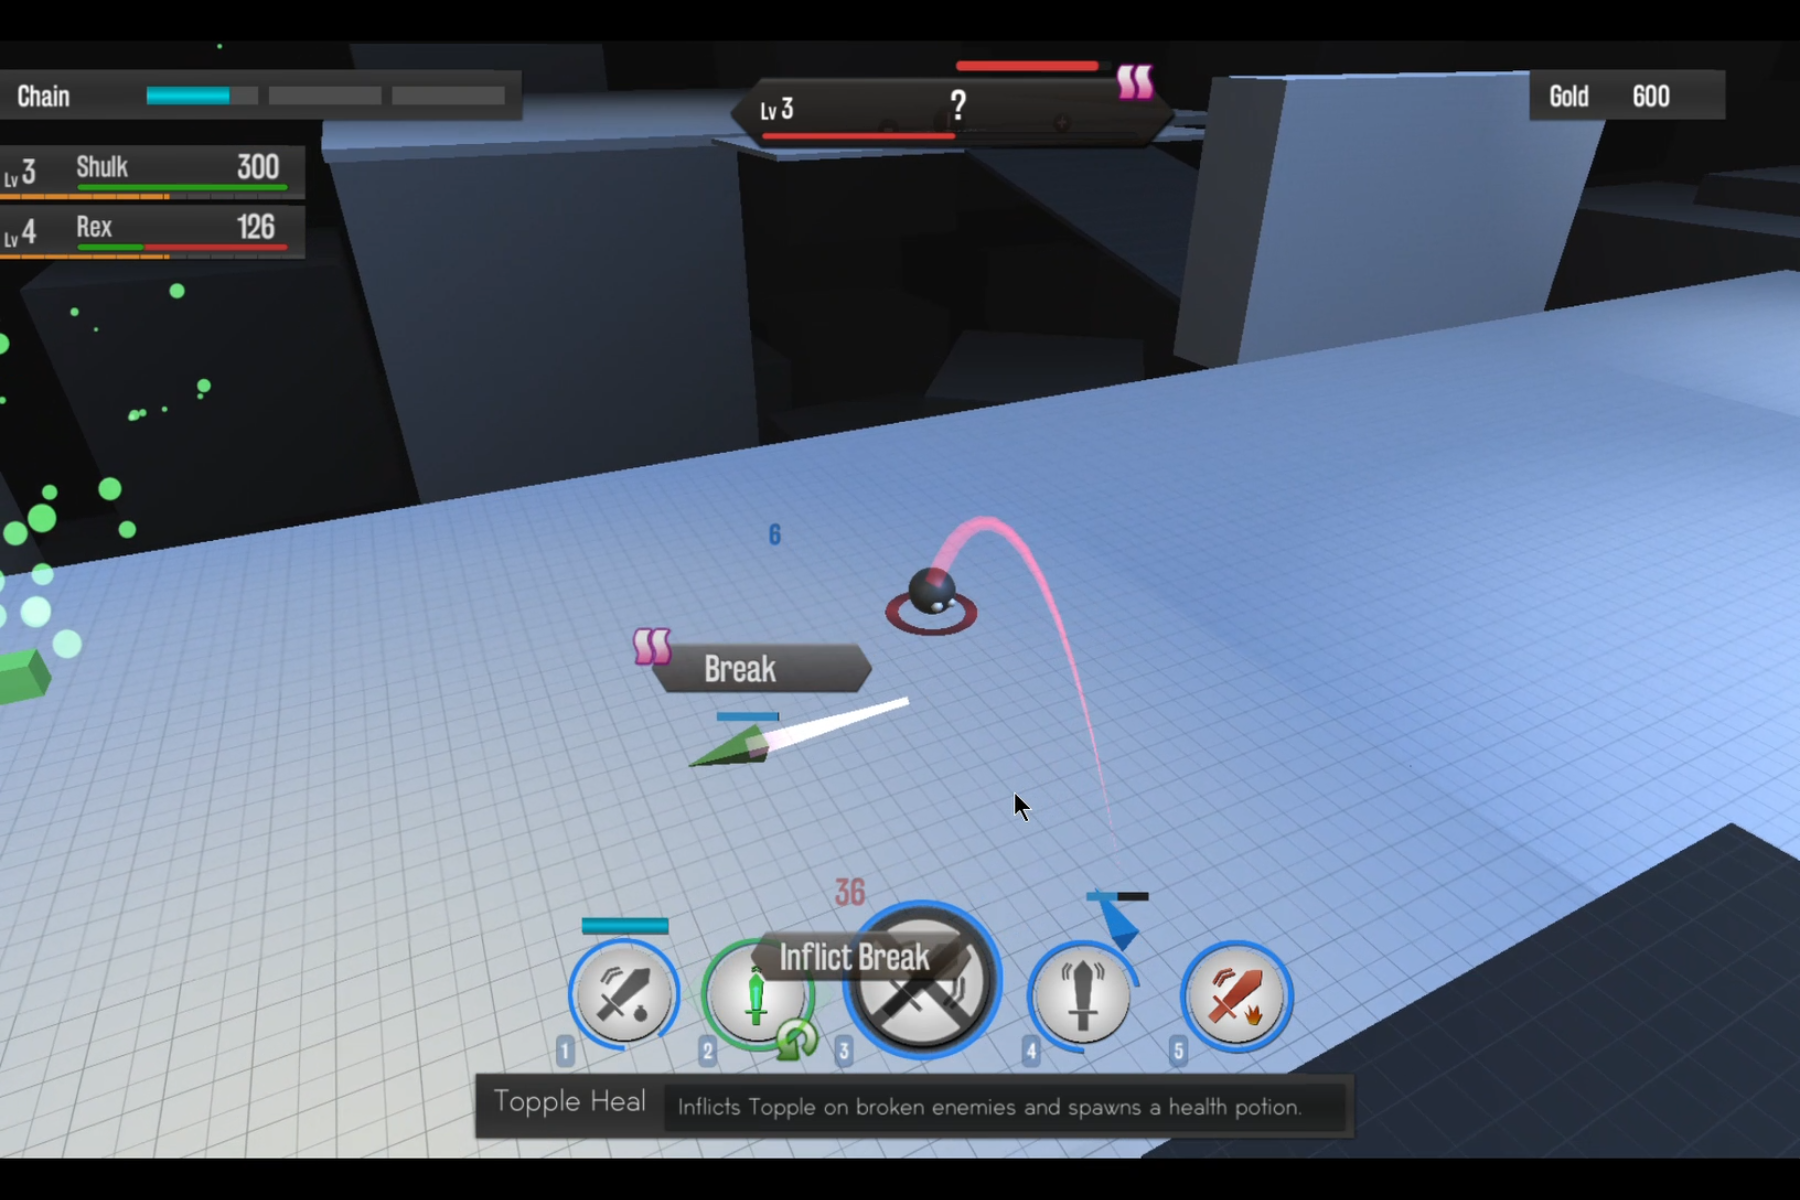 Chain
Lv 3 ?
Gold 600
Lv 3 Shulk 300
Lv 4 Rex 126
6
Break
36
Inflict Break
1 2 3 4 5
Topple Heal
Inflicts Topple on broken enemies and spawns a health potion.